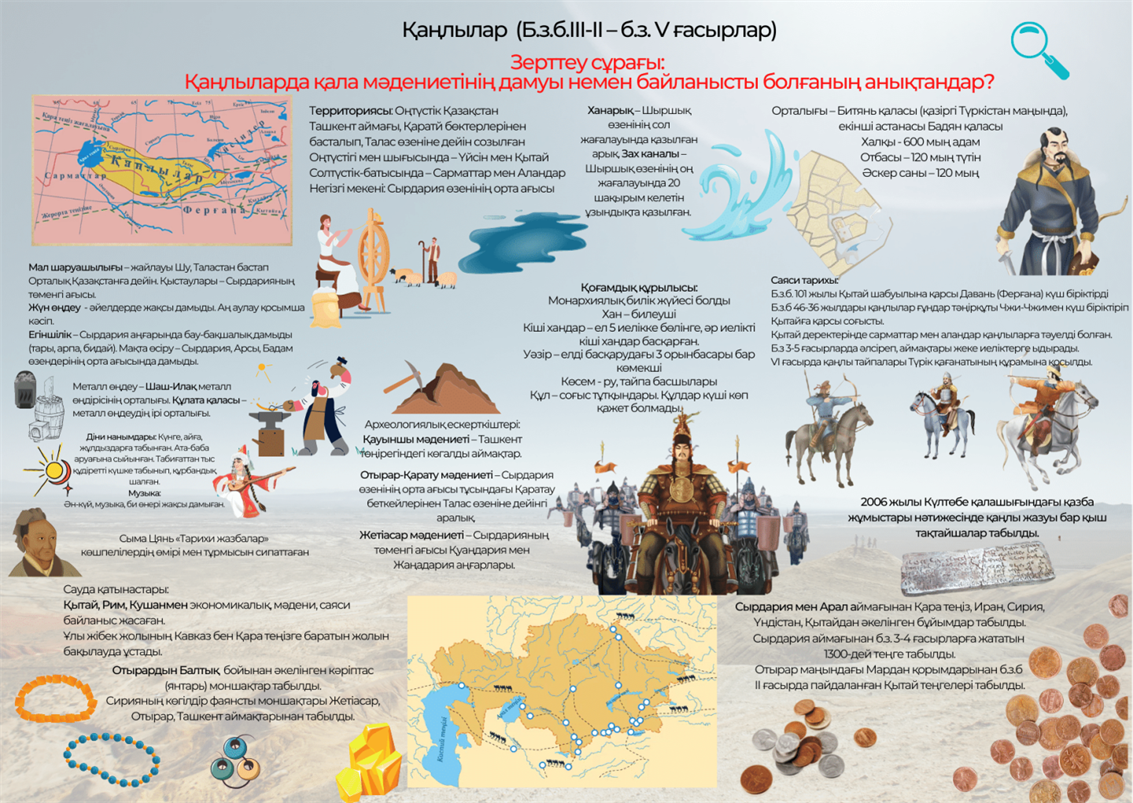 Қаңлылар (Б.з.б.III-II – б.з. V ғасырлар)
Зерттеу сұрағы:
Қаңлыларда қала мәдениетінің дамуы немен байланысты болғаның анықтаңдар?
Қаңлылар
Сарматтар
Ферғана
Үйсіндер
Территориясы: Оңтүстік Қазақстан
Ташкент аймағы, Қаратй бөктерлерінен
басталып, Талас өзеніне дейін созылған
Оңтүстігі мен шығысында – Үйсін мен Қытай
Солтүстік-батысында – Сарматтар мен Аландар
Негізгі мекені: Сырдария өзенінің орта ағысы
Ханарық – Шыршық
өзенінің сол
жағалауында қазылған
арық, Зах каналы –
Шыршық өзенінің оң
жағалауында 20
шақырым келетін
ұзындықта қазылған.
Орталығы – Битянь қаласы (қазіргі Түркістан маңында),
екінші астанасы Бадян қаласы
Халқы - 600 мың адам
Отбасы – 120 мың түтін
Әскер саны – 120 мың
Мал шаруашылығы – жайлауы Шу, Таластан бастап
Орталық Қазақстанға дейін. Қыстаулары – Сырдарияның
төменгі ағысы.
Жүн өңдеу - әйелдерде жақсы дамыды. Аң аулау қосымша
кәсіп.
Егіншілік – Сырдария аңғарында бау-бақшалық дамыды
(тары, арпа, бидай). Мақта өсіру – Сырдария, Арсы, Бадам
өзендерінің орта ағысында дамыды.
Қоғамдық құрылысы:
Монархиялық билік жүйесі болды
Хан – билеуші
Кіші хандар – ел 5 иелікке бөлінге, әр иелікті
кіші хандар басқарған.
Уәзір – елді басқарудағы 3 орынбасары бар
көмекші
Көсем - ру, тайпа басшылары
Құл – соғыс тұтқындары. Құлдар күші көп
қажет болмады.
Саяси тарихы:
Б.з.б. 101 жылы Қытай шабуылына қарсы Давань (Ферғана) күш біріктірді
Б.з.б 46-36 жылдары қаңлылар ғұндар тәңірқұты Чжи-Чжимен күш біріктіріп
Қытайға қарсы соғысты.
Қытай деректерінде сарматтар мен аландар қаңлыларға тәуелді болған.
Б.з 3-5 ғасырларда әлсіреп, аймақтары жеке иеліктерге ыдырады.
VI ғасырда қаңлы тайпалары Түрік қағанатының құрамына қосылды.
Металл өңдеу – Шаш-Илақ металл
өңдірісінің орталығы. Құлата қаласы –
металл өңдеудің ірі орталығы.
Діни нанымдары: Күнге, айға,
жұлдыздарға табынған. Ата-баба
аруағына сыйынған. Табиғаттан тыс
құдіретті күшке табынып, құрбандық
шалған.
Музыка:
Ән-күй, музыка, би өнері жақсы дамыған.
Сыма Цянь «Тарихи жазбалар»
көшпелілердің өмірі мен тұрмысын сипаттаған
Археологиялық ескерткіштері:
Қауыншы мәдениеті – Ташкент
төңірегіндегі көгалды аймақтар.
Отырар-Қарату мәдениеті – Сырдария
өзенінің орта ағысы тұсындағы Қаратау
беткейлерінен Талас өзеніне дейінгі
аралық.
Жетіасар мәдениеті – Сырдарияның
төменгі ағысы Қуаңдария мен
Жаңадария аңғарлары.
2006 жылы Күлтөбе қалашығындағы қазба
жұмыстары нәтижесінде қаңлы жазуы бар қыш
тақтайшалар табылды.
Сауда қатынастары:
Қытай, Рим, Кушанмен экономикалық, мәдени, саяси
байланыс жасаған.
Ұлы жібек жолының Кавказ бен Қара теңізге баратын жолын
бақылауда ұстады.
Отырардын Балтық бойынан әкелінген кәріптас
(янтарь) моншақтар табылды.
Сирияның көгілдір фаянсты моншақтары Жетіасар,
Отырар, Ташкент аймақтарынан табылды.
Каспий теңізі
Сырдария мен Арал аймағынан Қара теңіз, Иран, Сирия,
Үндістан, Қытайдан әкелінген бұйымдар табылды.
Сырдария аймағынан б.з. 3-4 ғасырларға жататын
1300-дей теңге табылды.
Отырар маңындағы Мардан қорымдарынан б.з.б
II ғасырда пайдаланған Қытай теңгелері табылды.